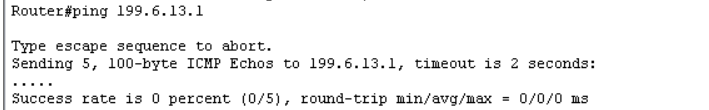 Router#ping 199.6.13.1
Type escape sequence to abort.
Sending 5, 100-byte ICMP Echos to 199.6.13.1, timeout is 2 seconds:
.....
Success rate is 0 percent (0/5), round-trip min/avg/max = 0/0/0 ms